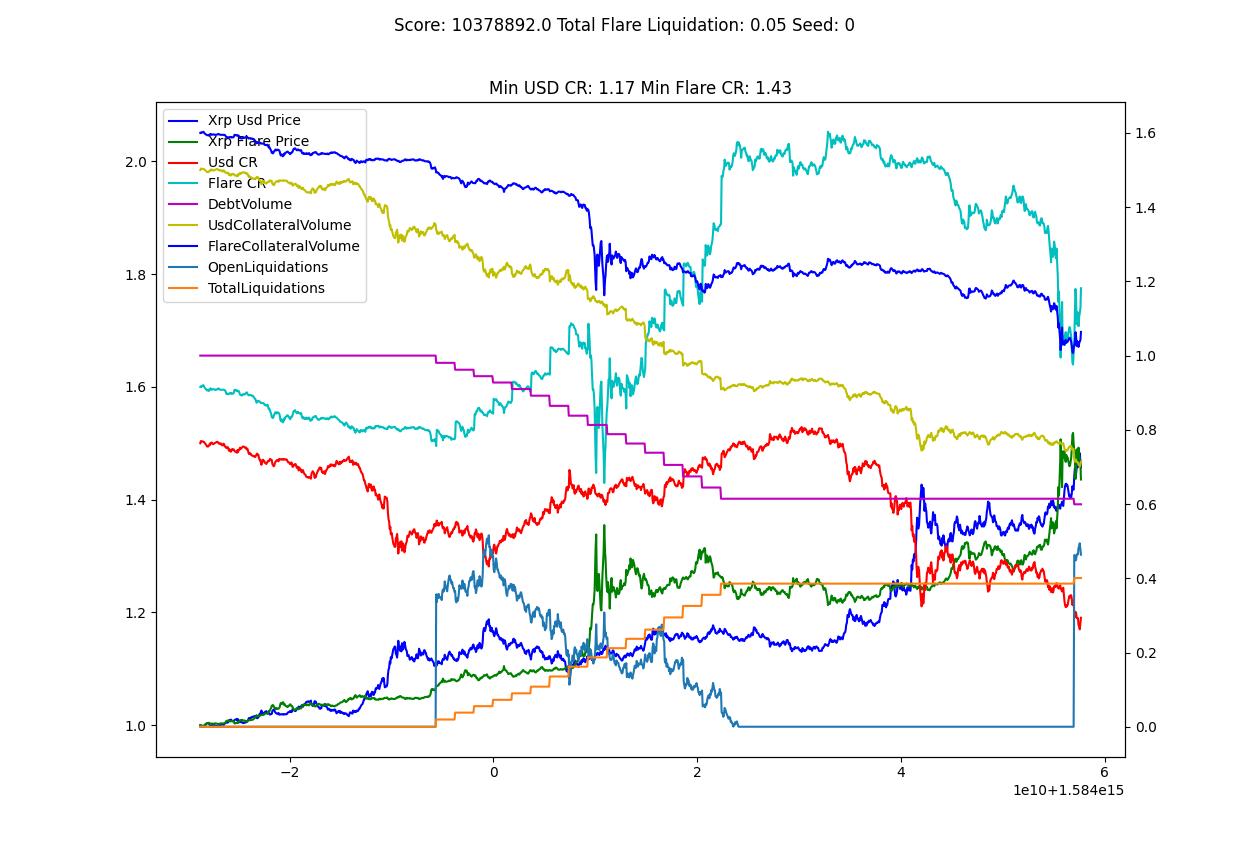 Score: 10378892.0 Total Flare Liquidation: 0.05 Seed: 0
Min USD CR: 1.17 Min Flare CR: 1.43
Xrp Usd Price
Xrp Flare Price
Usd CR
Flare CR
DebtVolume
UsdCollateralVolume
FlareCollateralVolume
OpenLiquidations
TotalLiquidations
2.0
1.8
1.6
1.4
1.2
1.0
1.6
1.4
1.2
1.0
0.8
0.6
0.4
0.2
0.0
−2 0 2 4 6
1e10+1.584e15